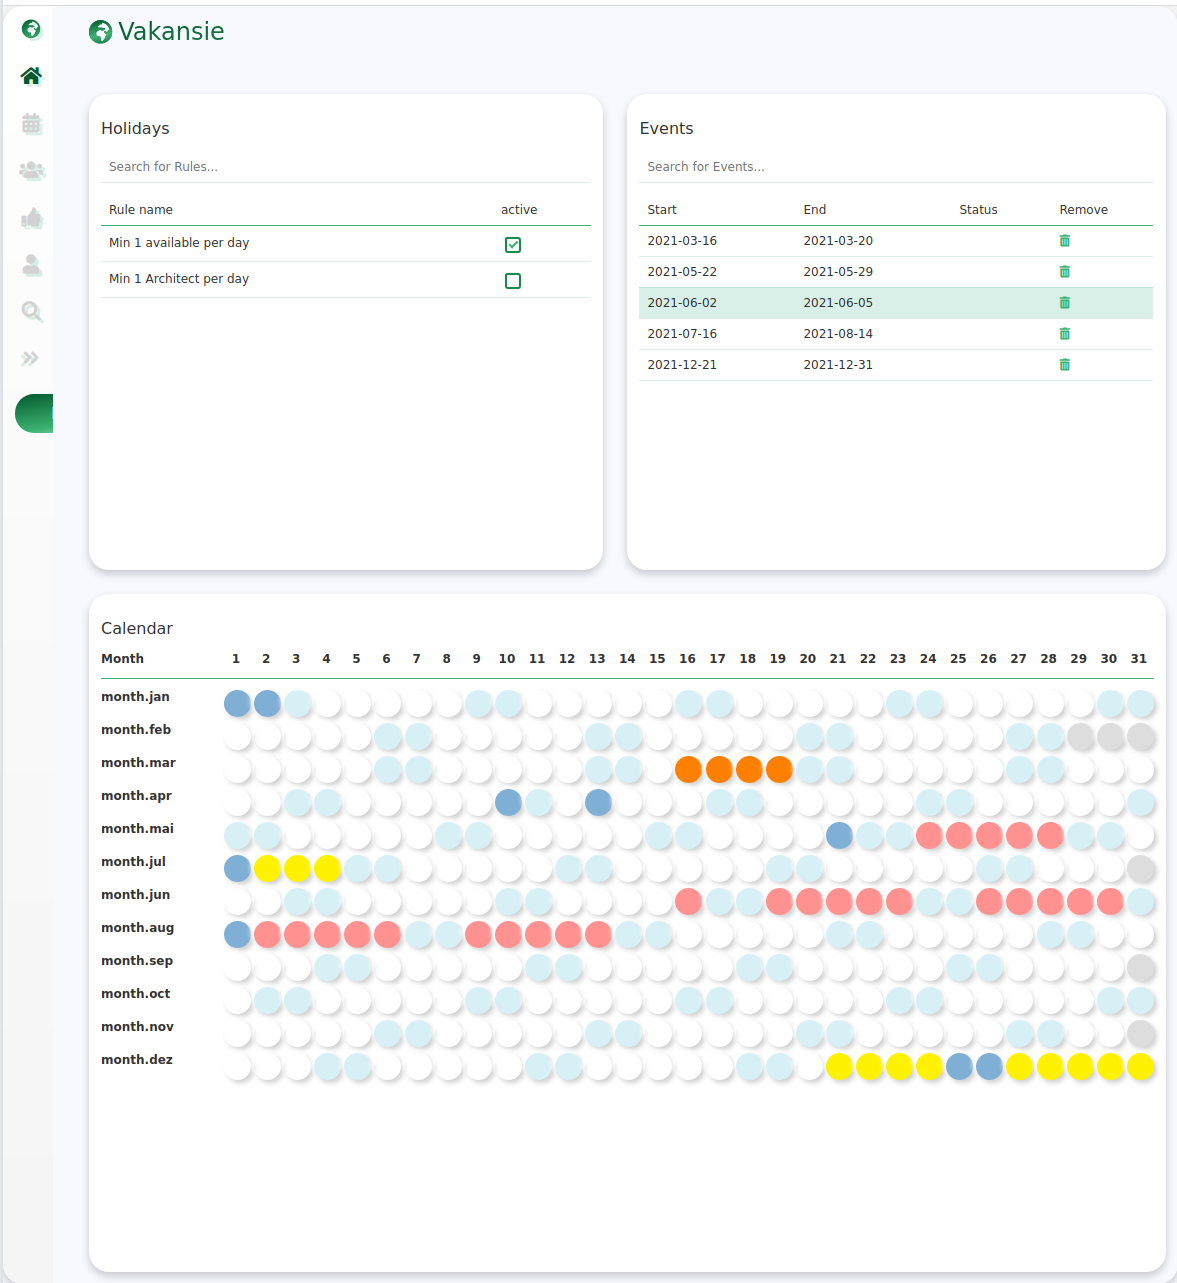 Vakansie
Holidays
Search for Rules...
Rule name active
Min 1 available per day
Min 1 Architect per day
Events
Search for Events...
Start End Status Remove
2021-03-16 2021-03-20
2021-05-22 2021-05-29
2021-06-02 2021-06-05
2021-07-16 2021-08-14
2021-12-21 2021-12-31
Calendar
Month 1 2 3 4 5 6 7 8 9 10 11 12 13 14 15 16 17 18 19 20 21 22 23 24 25 26 27 28 29 30 31
month.jan
month.feb
month.mar
month.apr
month.mai
month.jul
month.jun
month.aug
month.sep
month.oct
month.nov
month.dez